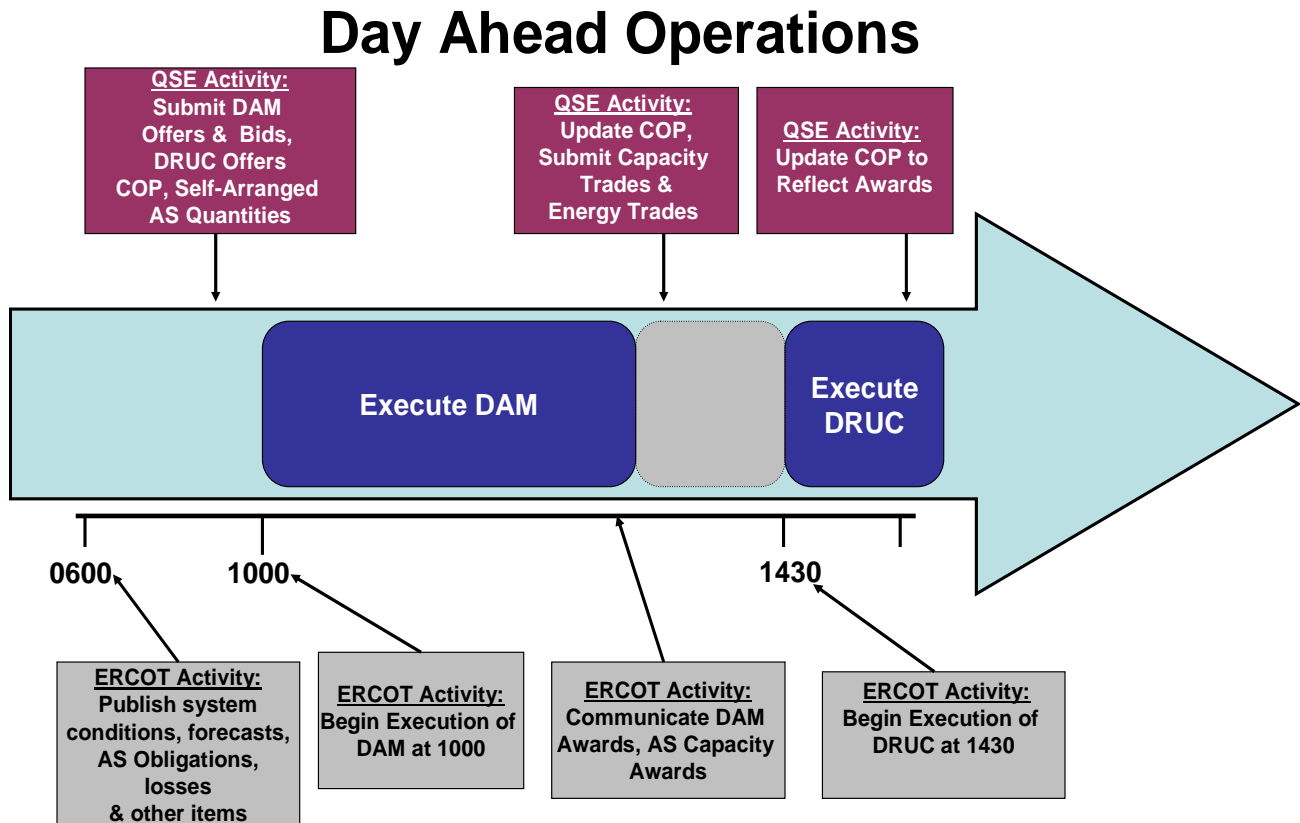 Day Ahead Operations
QSE Activity:
Submit DAM
Offers & Bids,
DRUC Offers
COP, Self-Arranged
AS Quantities
QSE Activity:
Update COP,
Submit Capacity
Trades &
Energy Trades
QSE Activity:
Update COP to
Reflect Awards
Execute DAM
Execute
DRUC
0600
1000
1430
ERCOT Activity:
Publish system
conditions, forecasts,
AS Obligations,
losses
& other items
ERCOT Activity:
Begin Execution of
DAM at 1000
ERCOT Activity:
Communicate DAM
Awards, AS Capacity
Awards
ERCOT Activity:
Begin Execution of
DRUC at 1430